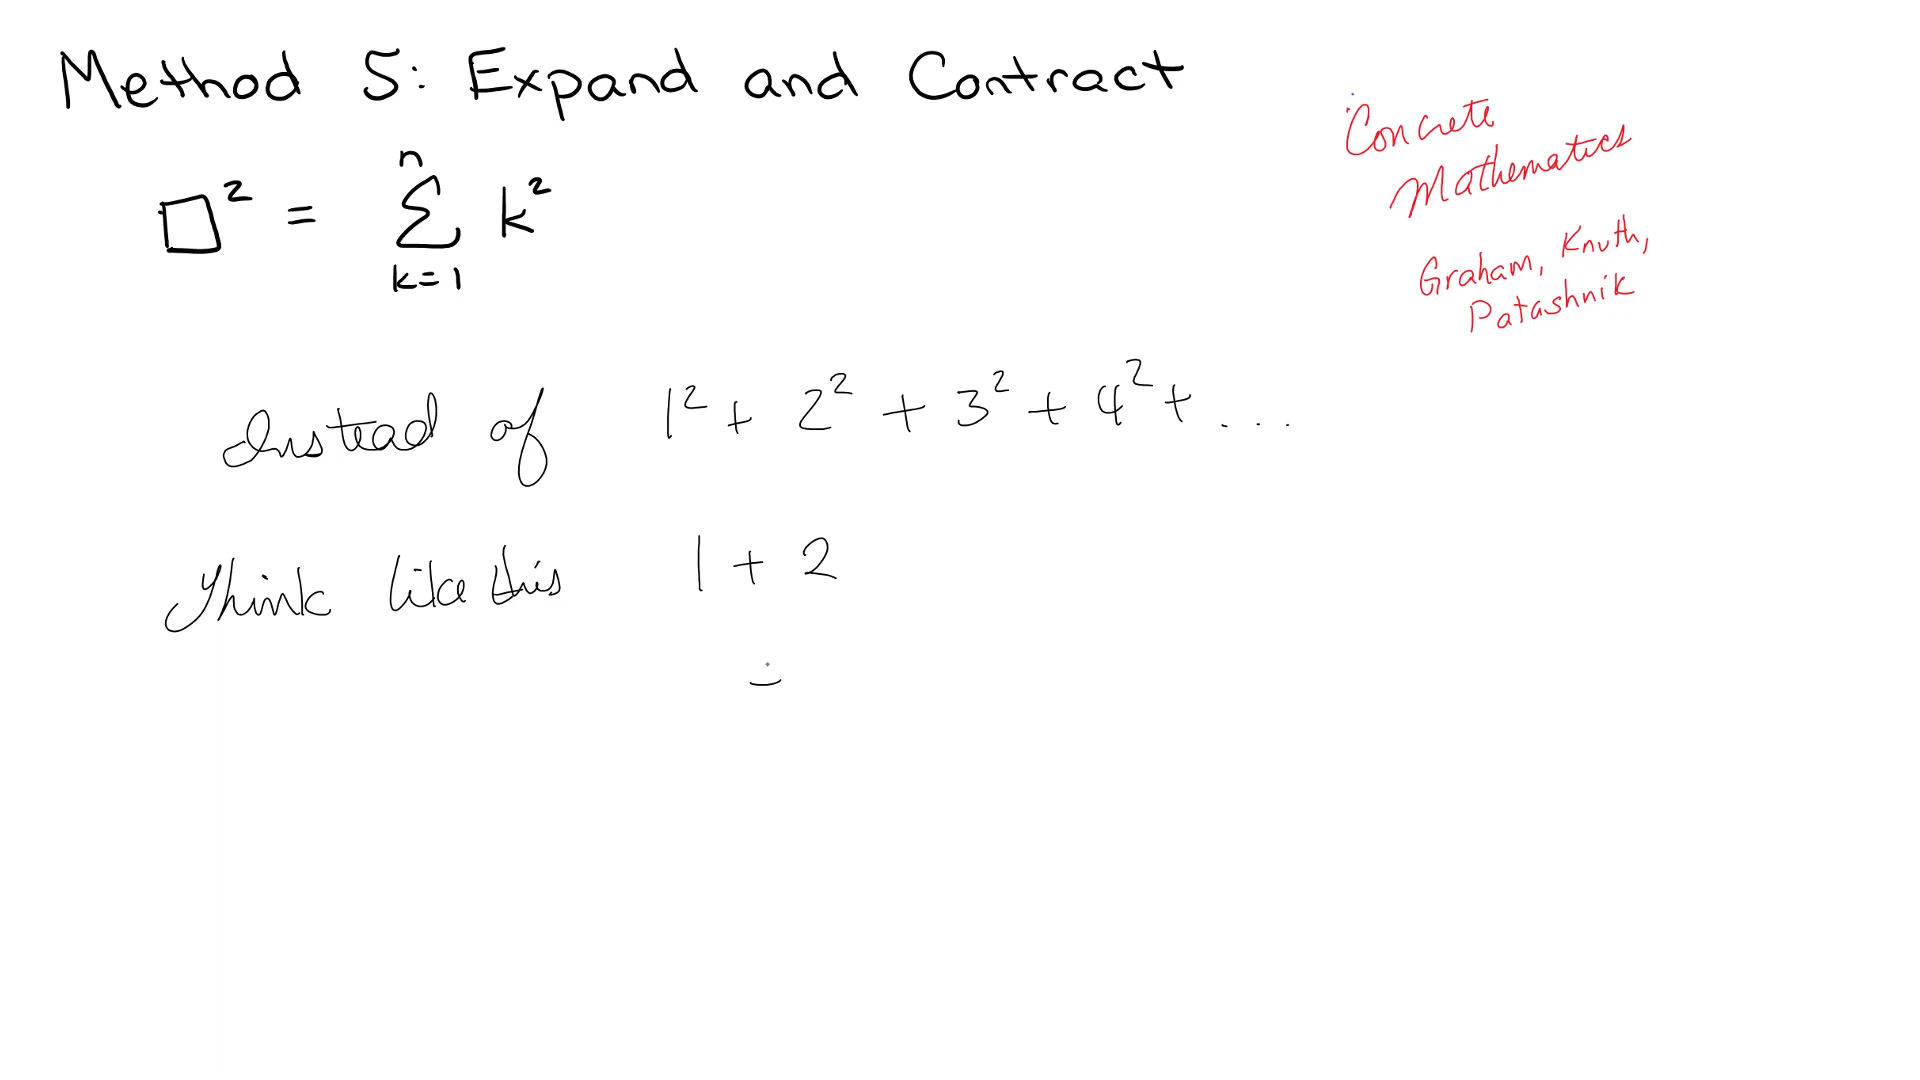 Method 5: Expand and Contract
Concrete
Mathematics
□² = n∑k=1 k²
Graham, Knuth,
Patashnik
Instead of 1² + 2² + 3² + 4² + ...
Think like this 1 + 2